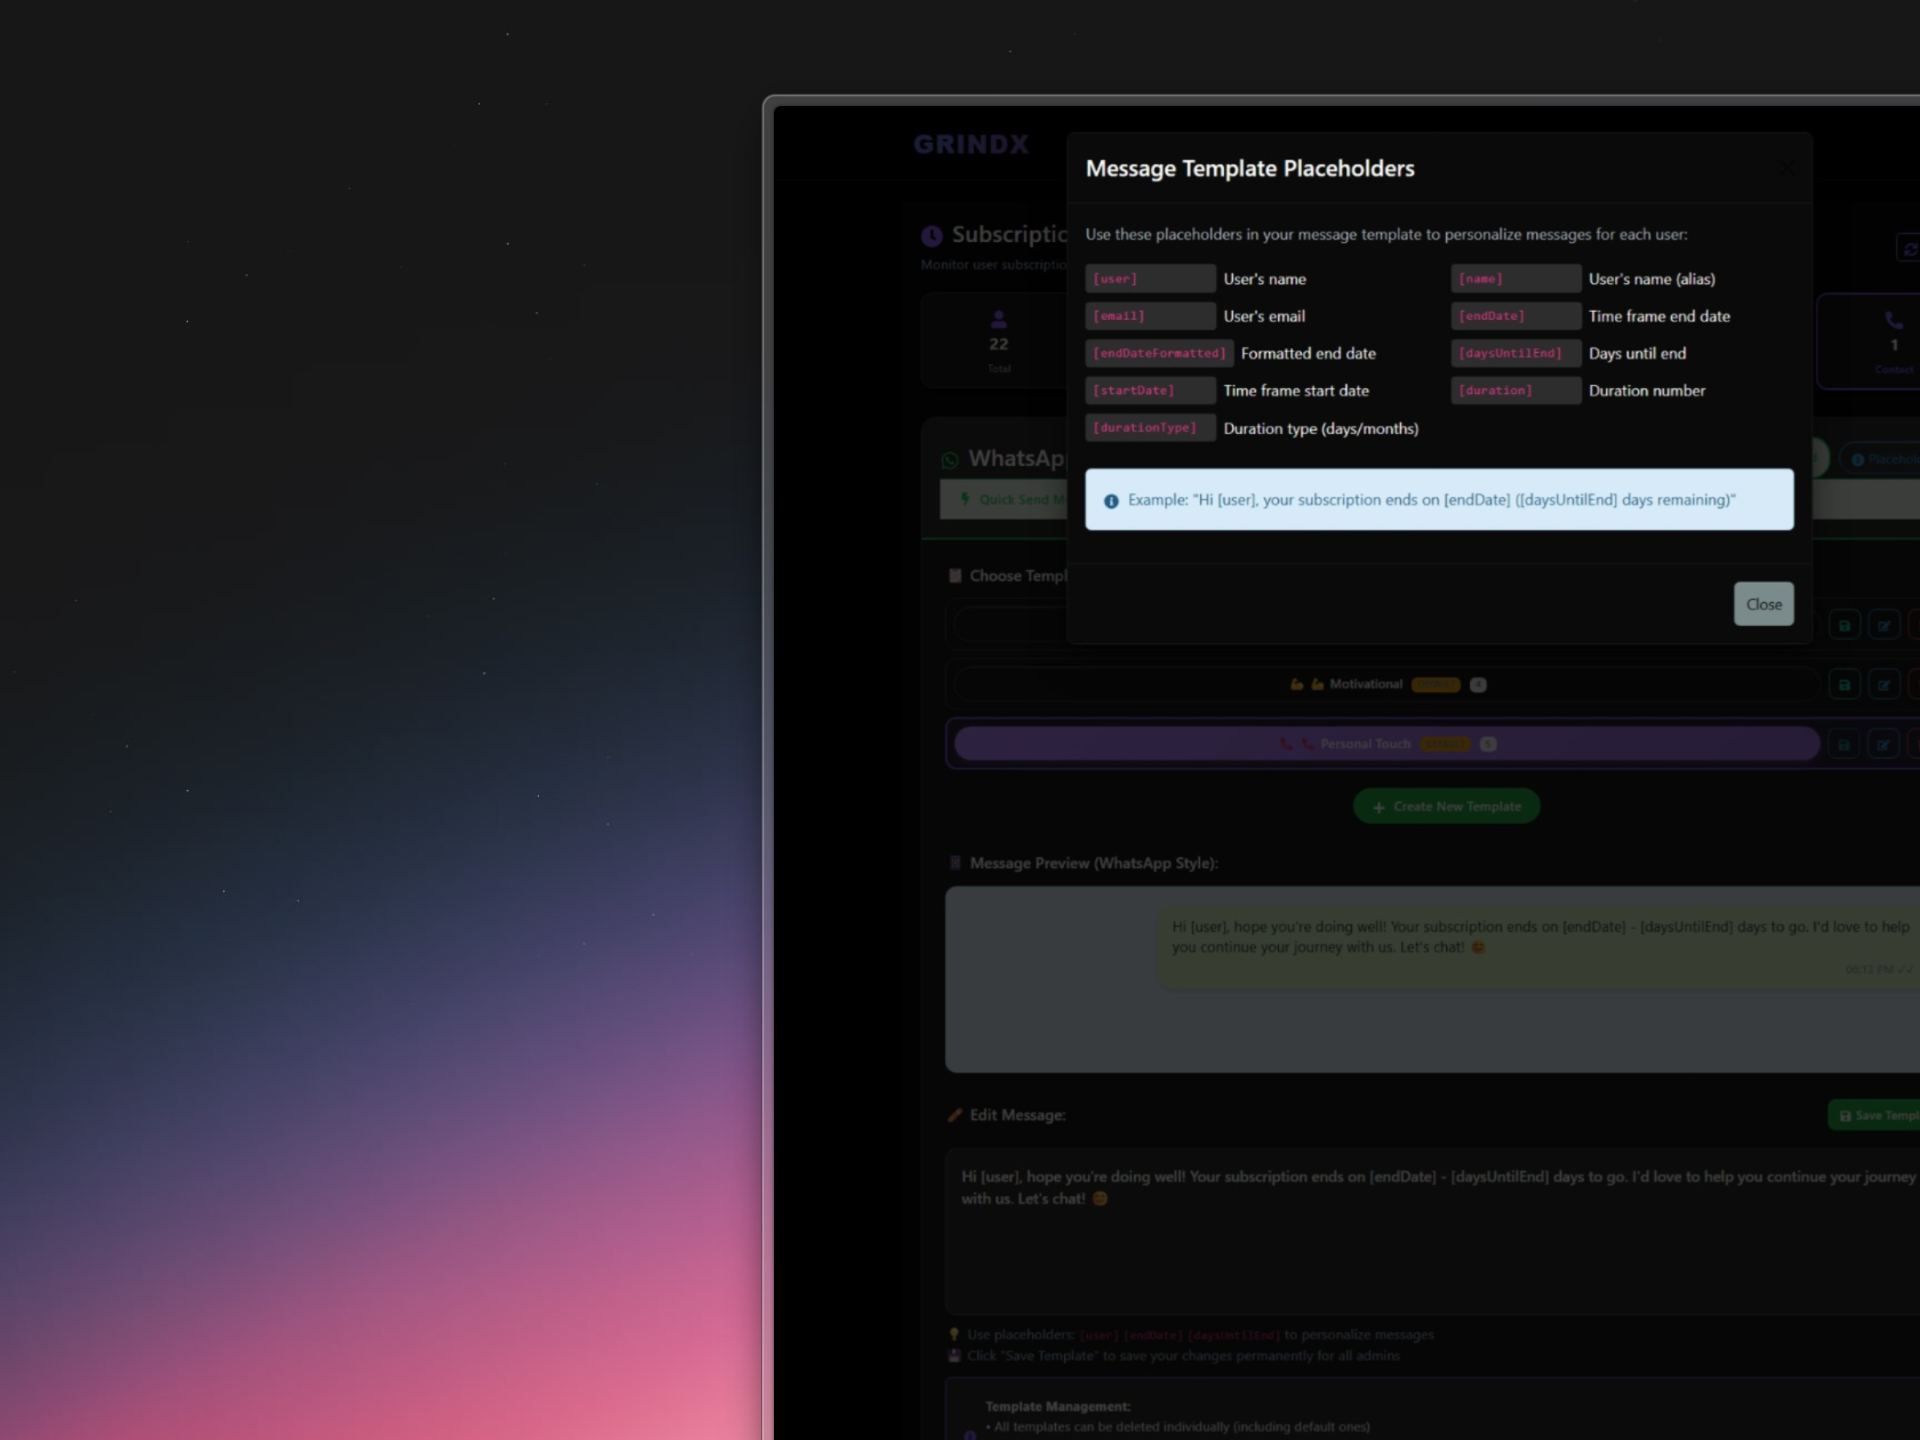 GRINDX
Message Template Placeholders
Subscriptio
Monitor user subscriptio
Use these placeholders in your message template to personalize messages for each user:
[user] User's name
[name] User's name (alias)
[email] User's email
[endDate] Time frame end date
[endDateFormatted] Formatted end date
[daysUntilEnd] Days until end
[startDate] Time frame start date
[duration] Duration number
[durationType] Duration type (days/months)
22
Total
1
Contact
WhatsAp
Placehold
Quick Send M
Example: "Hi [user], your subscription ends on [endDate] ([daysUntilEnd] days remaining)"
Choose Templ
Close
Motivational 4
Personal Touch 5
+ Create New Template
Message Preview (WhatsApp Style):
Hi [user], hope you're doing well! Your subscription ends on [endDate] - [daysUntilEnd] days to go. I'd love to help
you continue your journey with us. Let's chat! 😊
06:13 PM ✓✓
Edit Message:
Save Templ
Hi [user], hope you're doing well! Your subscription ends on [endDate] - [daysUntilEnd] days to go. I'd love to help you continue your journey
with us. Let's chat! 😊
Use placeholders: [user] [endDate] [daysUntilEnd] to personalize messages
Click "Save Template" to save your changes permanently for all admins
Template Management:
• All templates can be deleted individually (including default ones)